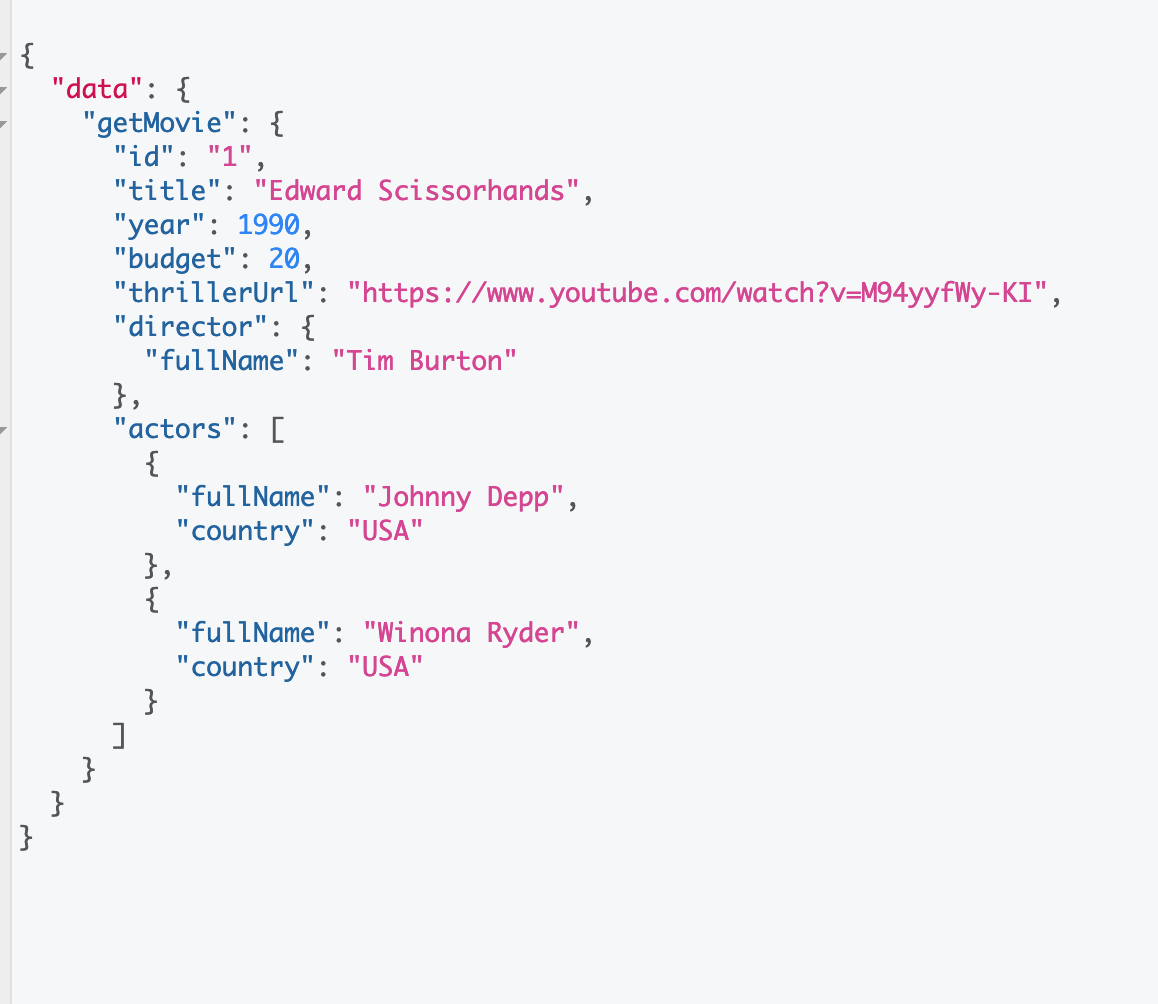 {
"data": {
"getMovie": {
"id": "1",
"title": "Edward Scissorhands",
"year": 1990,
"budget": 20,
"thrillerUrl": "https://www.youtube.com/watch?v=M94yyfWy-KI",
"director": {
"fullName": "Tim Burton"
},
"actors": [
{
"fullName": "Johnny Depp",
"country": "USA"
},
{
"fullName": "Winona Ryder",
"country": "USA"
}
]
}
}
}